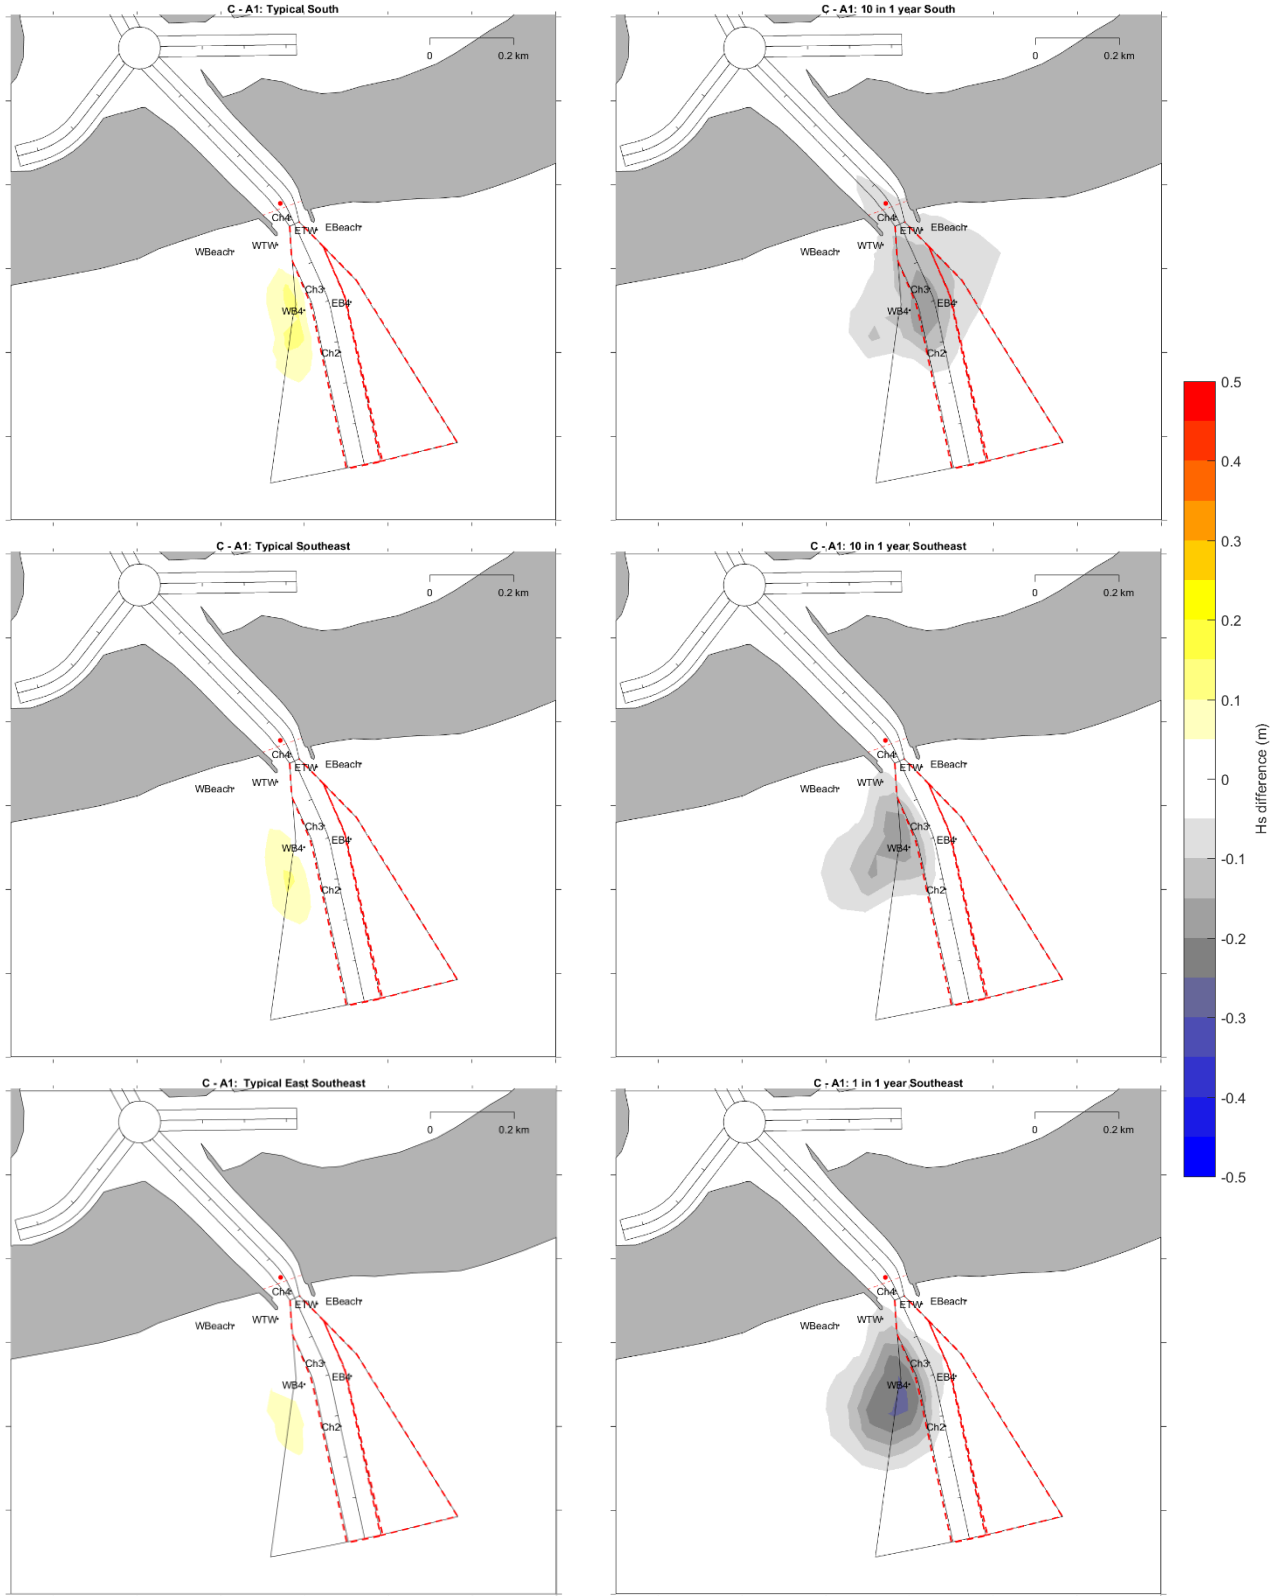 C - A1: Typical South
C - A1: 10 in 1 year South
0 0.2 km
0 0.2 km
Ch4
ETW
EBeach
WTW
WBeach
Ch3
EB4
WB4
Ch2
Ch4
ETW
EBeach
WTW
WBeach
Ch3
EB4
WB4
Ch2
C - A1: Typical Southeast
C - A1: 10 in 1 year Southeast
0 0.2 km
0 0.2 km
Ch4
ETW
EBeach
WTW
WBeach
Ch3
EB4
WB4
Ch2
Ch4
ETW
EBeach
WTW
WBeach
Ch3
EB4
WB4
Ch2
C - A1: Typical East Southeast
C - A1: 1 in 1 year Southeast
0 0.2 km
0 0.2 km
Ch4
ETW
EBeach
WTW
WBeach
Ch3
EB4
WB4
Ch2
Ch4
ETW
EBeach
WTW
WBeach
Ch3
EB4
WB4
Ch2
0.5
0.4
0.3
0.2
0.1
0
-0.1
-0.2
-0.3
-0.4
-0.5
Hs difference (m)